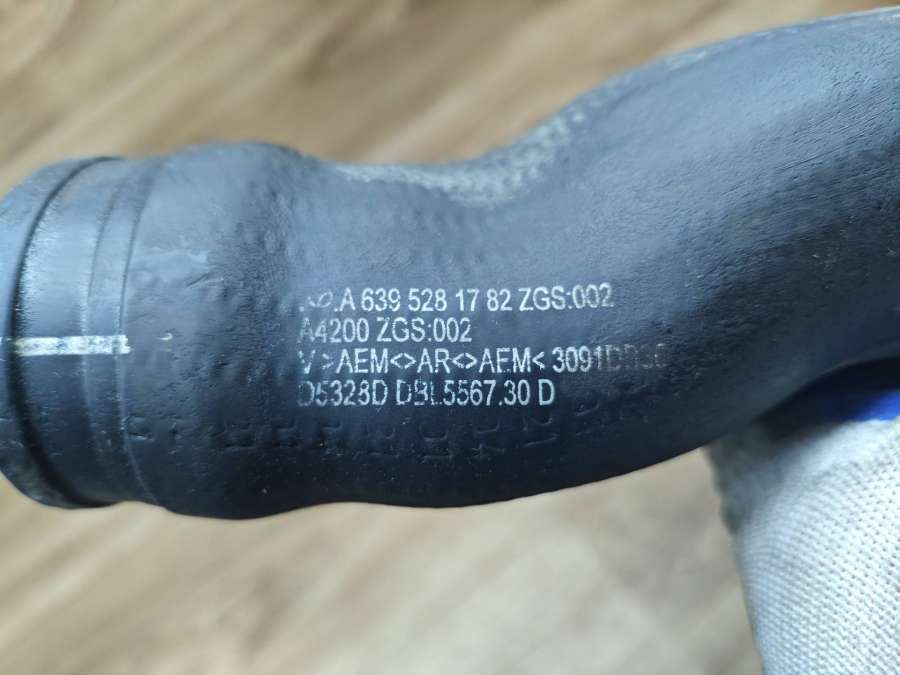 A 639 528 17 82 ZGS:002
A4200 ZGS:002
V >AEM<>AR<>AEM<
D5328D DBL5567.30 D